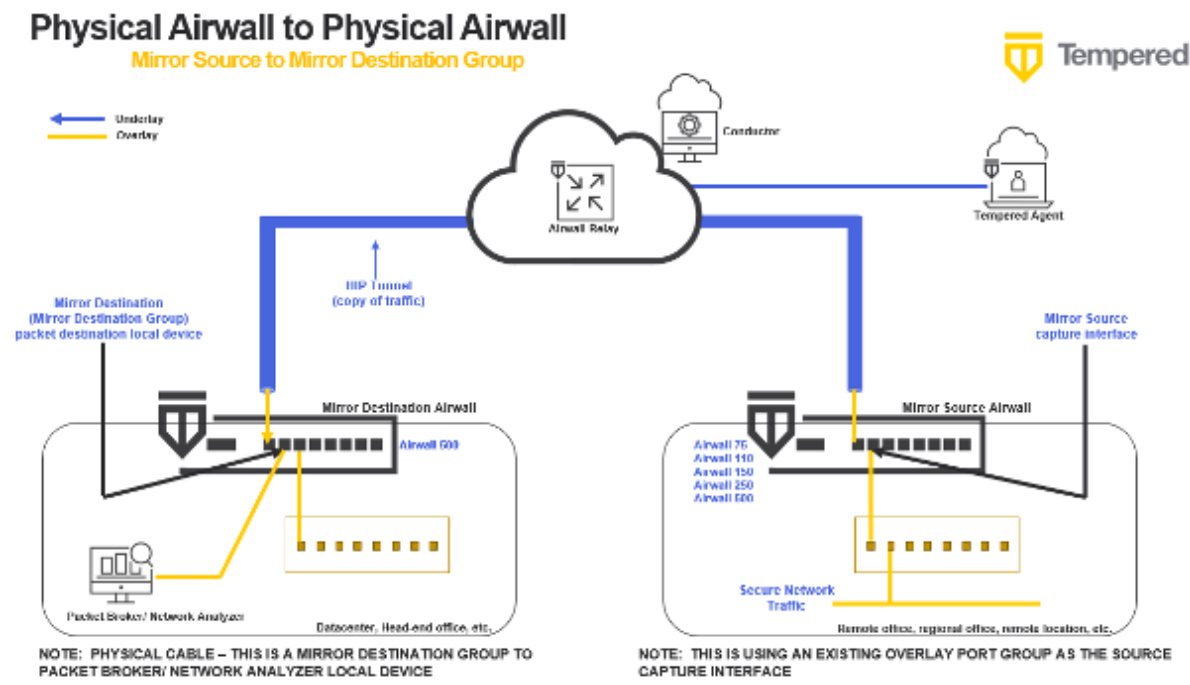 Physical Airwall to Physical Airwall
Mirror Source to Mirror Destination Group
Tempered
Underlay
Overlay
Conductor
Airwall Relay
Tempered Agent
HIP Tunnel
(copy of traffic)
Mirror Destination
(Mirror Destination Group)
packet destination local device
Mirror Source
capture interface
Mirror Destination Airwall
Airwall 500
Mirror Source Airwall
Airwall 75
Airwall 110
Airwall 150
Airwall 250
Airwall 500
Packet Broker/ Network Analyzer
Datacenter, Head-end office, etc.
Secure Network
Traffic
Remote office, regional office, remote location, etc.
NOTE: PHYSICAL CABLE – THIS IS A MIRROR DESTINATION GROUP TO
PACKET BROKER/ NETWORK ANALYZER LOCAL DEVICE
NOTE: THIS IS USING AN EXISTING OVERLAY PORT GROUP AS THE SOURCE
CAPTURE INTERFACE